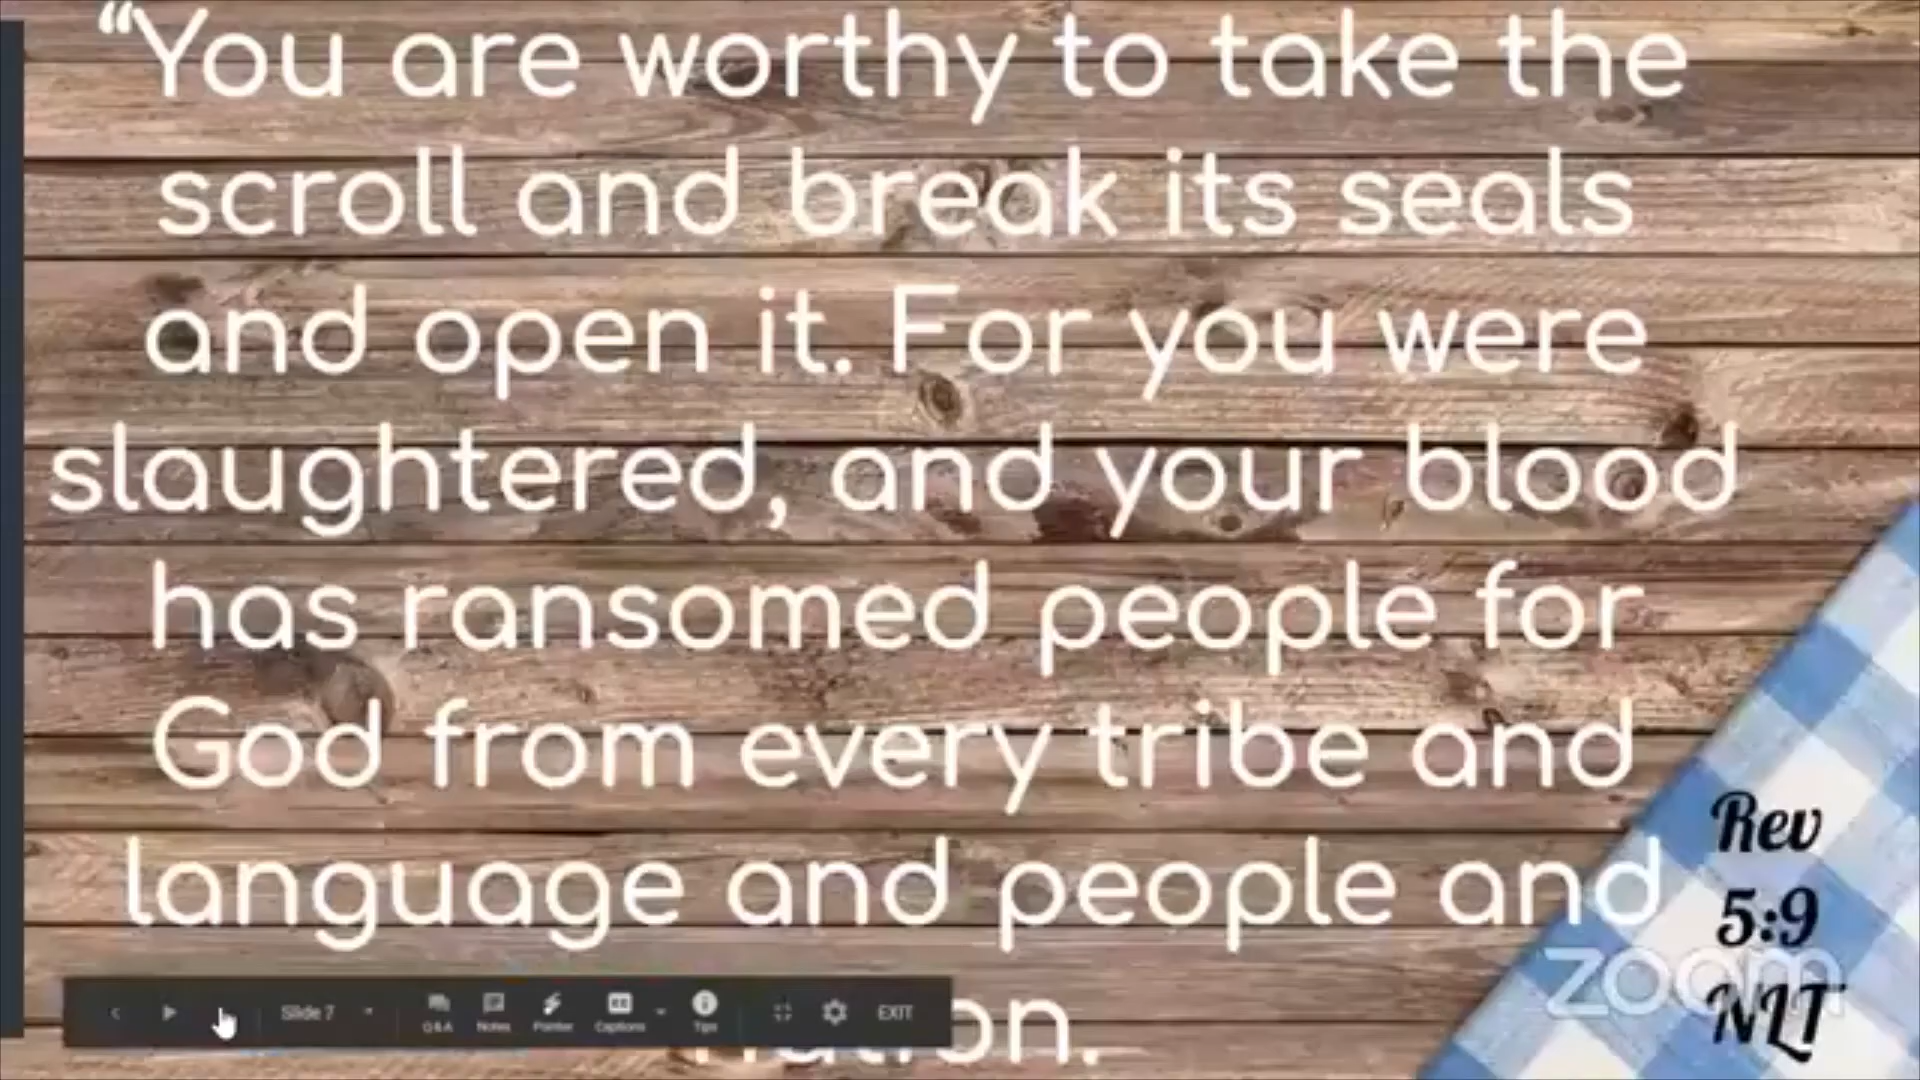 “You are worthy to take the
scroll and break its seals
and open it. For you were
slaughtered, and your blood
has ransomed people for
God from every tribe and
language and people and
nation.
Rev
5:9
NLT
zoom
Slide 7
Q&A
Notes
Pointer
Captions
Tips
EXIT